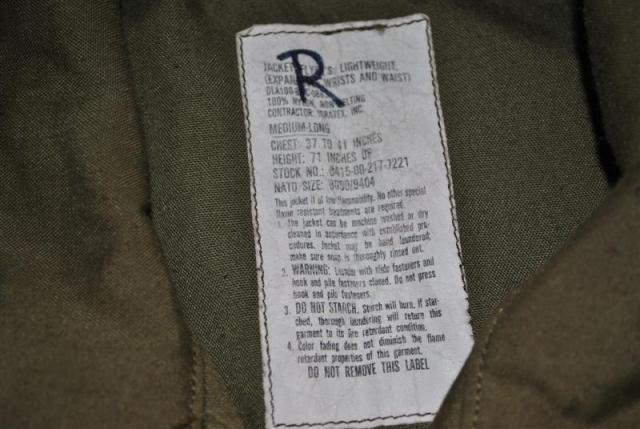 R
JACKET, FLYER'S: LIGHTWEIGHT,
WRISTS AND WAIST)
100% NON-MELTING
CONTRACTOR: INC.
MEDIUM-LONG
CHEST: 37 TO 41 INCHES
HEIGHT: 71 INCHES UP
STOCK NO.: 8415-00-217-7221
NATO SIZE: /9404
This jacket is of low flammability. No other special
flame resistant treatments are required.
1. The jacket can be machine washed or dry
cleaned in accordance with established pro-
cedures. Jacket may be hand laundered;
make sure soap is thoroughly rinsed out.
2. WARNING: Launder with slide fasteners and
hook and pile fasteners closed. Do not press
hook and pile fasteners.
3. DO NOT STARCH. Starch will burn. If star-
ched, thorough laundering will return this
garment to its fire retardant condition.
4. Color fading does not diminish the flame
retardant properties of this garment.
DO NOT REMOVE THIS LABEL